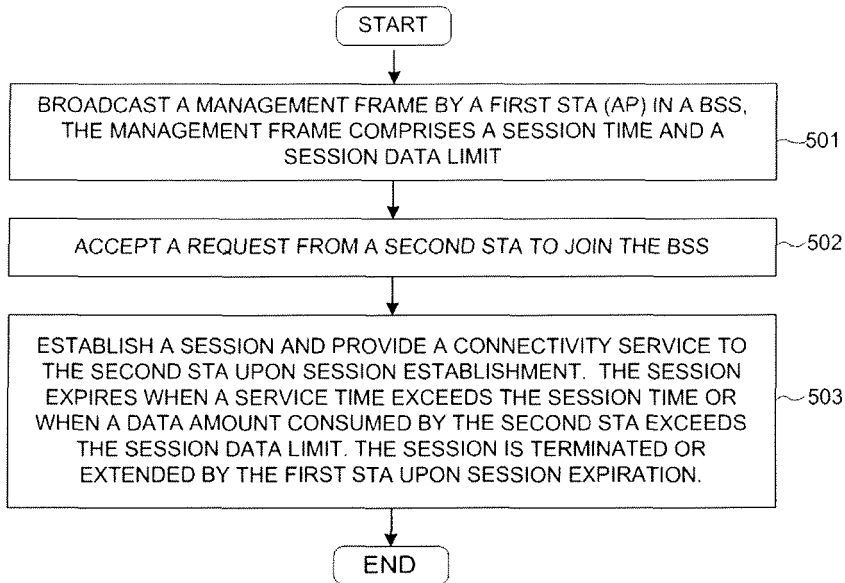 START
BROADCAST A MANAGEMENT FRAME BY A FIRST STA (AP) IN A BSS,
THE MANAGEMENT FRAME COMPRISES A SESSION TIME AND A
SESSION DATA LIMIT
501
ACCEPT A REQUEST FROM A SECOND STA TO JOIN THE BSS
502
ESTABLISH A SESSION AND PROVIDE A CONNECTIVITY SERVICE TO
THE SECOND STA UPON SESSION ESTABLISHMENT. THE SESSION
EXPIRES WHEN A SERVICE TIME EXCEEDS THE SESSION TIME OR
WHEN A DATA AMOUNT CONSUMED BY THE SECOND STA EXCEEDS
THE SESSION DATA LIMIT. THE SESSION IS TERMINATED OR
EXTENDED BY THE FIRST STA UPON SESSION EXPIRATION.
503
END